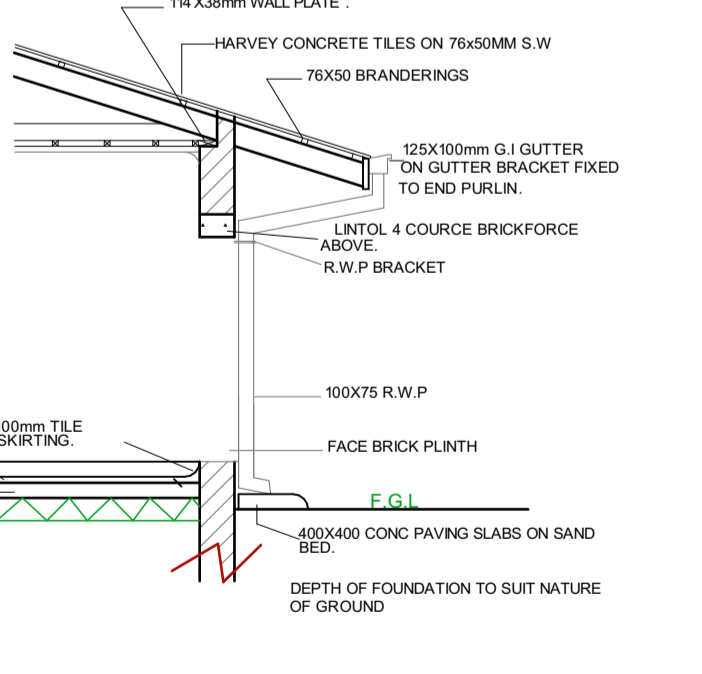 114 X38mm WALL PLATE .
HARVEY CONCRETE TILES ON 76x50MM S.W
76X50 BRANDERINGS
125X100mm G.I GUTTER
ON GUTTER BRACKET FIXED
TO END PURLIN.
LINTOL 4 COURCE BRICKFORCE
ABOVE.
R.W.P BRACKET
100X75 R.W.P
00mm TILE
SKIRTING.
FACE BRICK PLINTH
F.G.L
400X400 CONC PAVING SLABS ON SAND
BED.
DEPTH OF FOUNDATION TO SUIT NATURE
OF GROUND